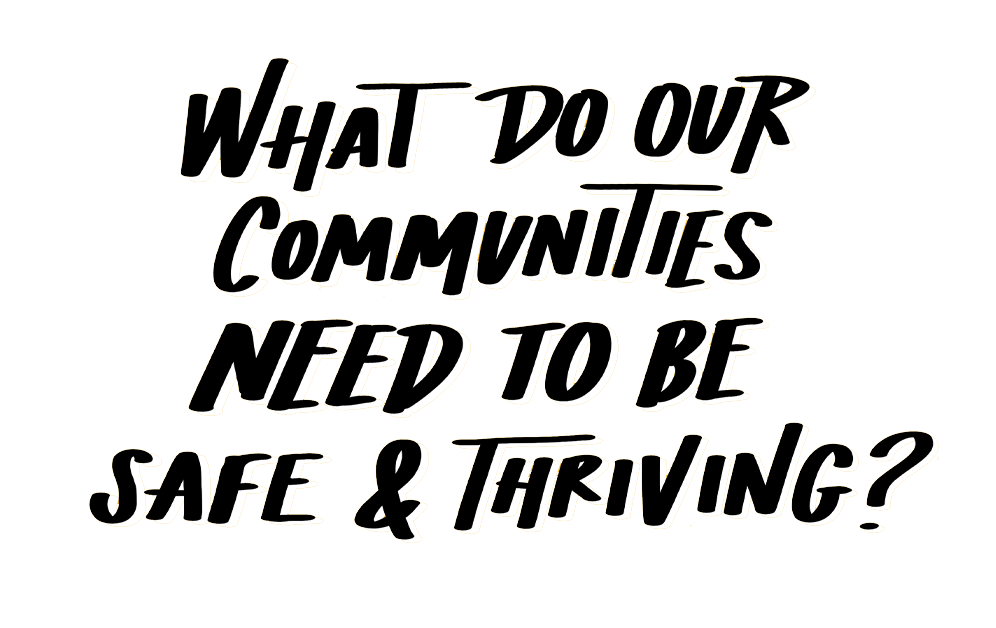 WHAT DO OUR
COMMUNITIES
NEED TO BE
SAFE & THRIVING?